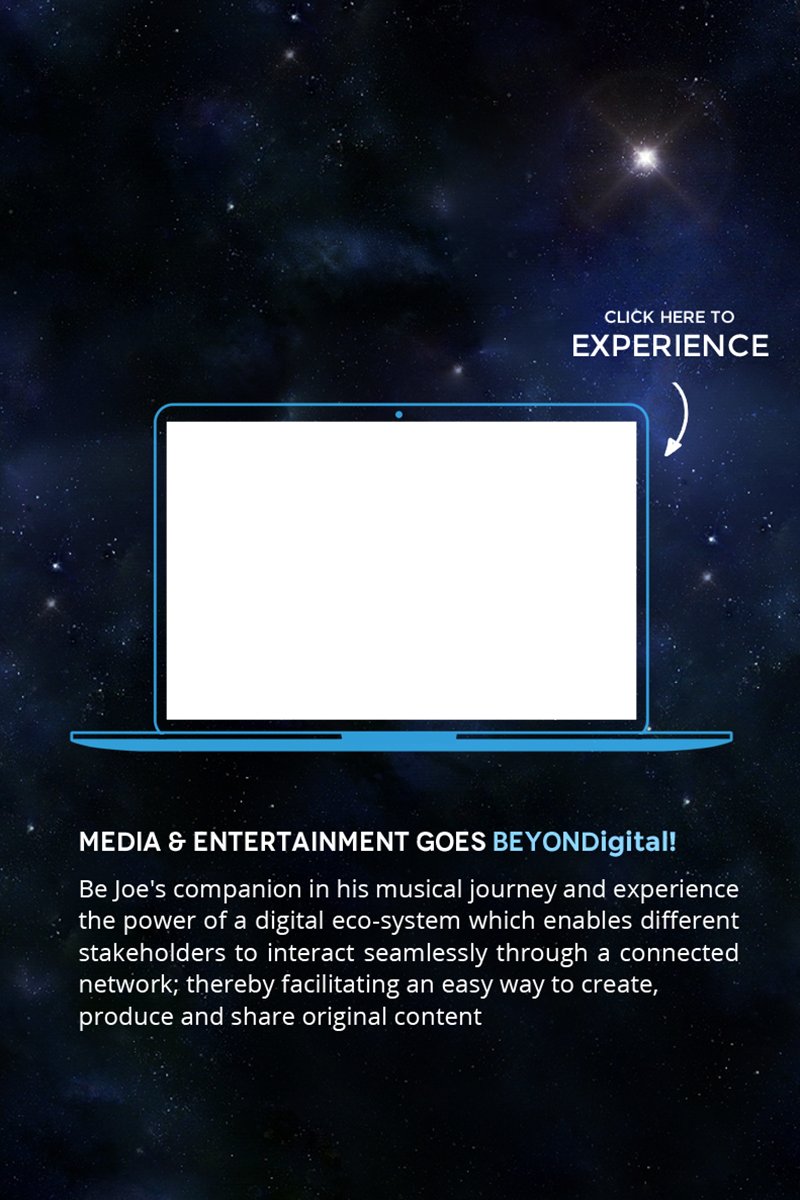 CLICK HERE TO
EXPERIENCE
MEDIA & ENTERTAINMENT GOES BEYONDigital!
Be Joe's companion in his musical journey and experience
the power of a digital eco-system which enables different
stakeholders to interact seamlessly through a connected
network; thereby facilitating an easy way to create,
produce and share original content